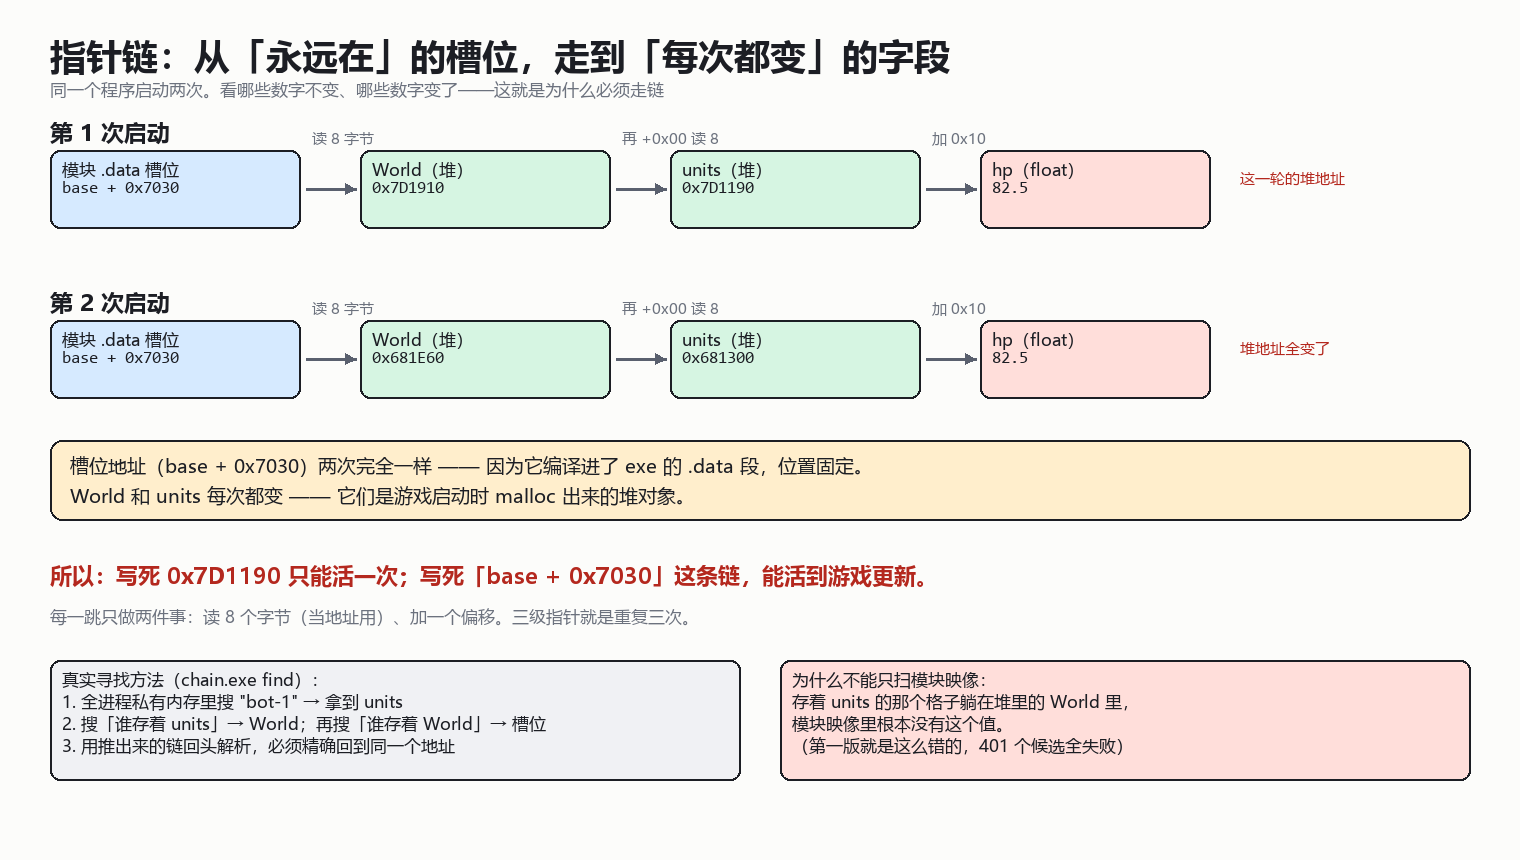 指针链：从「永远在」的槽位，走到「每次都变」的字段
同一个程序启动两次。看哪些数字不变、哪些数字变了——这就是为什么必须走链
第 1 次启动
读 8 字节
再 +0x00 读 8
加 0x10
模块 .data 槽位
base + 0x7030
World（堆）
0x7D1910
units（堆）
0x7D1190
hp（float）
82.5
这一轮的堆地址
第 2 次启动
读 8 字节
再 +0x00 读 8
加 0x10
模块 .data 槽位
base + 0x7030
World（堆）
0x681E60
units（堆）
0x681300
hp（float）
82.5
堆地址全变了
槽位地址（base + 0x7030）两次完全一样 —— 因为它编译进了 exe 的 .data 段，位置固定。
World 和 units 每次都变 —— 它们是游戏启动时 malloc 出来的堆对象。
所以：写死 0x7D1190 只能活一次；写死「base + 0x7030」这条链，能活到游戏更新。
每一跳只做两件事：读 8 个字节（当地址用）、加一个偏移。三级指针就是重复三次。
真实寻找方法（chain.exe find）：
1. 全进程私有内存里搜 "bot-1" → 拿到 units
2. 搜「谁存着 units」→ World；再搜「谁存着 World」→ 槽位
3. 用推出来的链回头解析，必须精确回到同一个地址
为什么不能只扫模块映像：
存着 units 的那个格子躺在堆里的 World 里，
模块映像里根本没有这个值。
（第一版就是这么错的，401 个候选全失败）